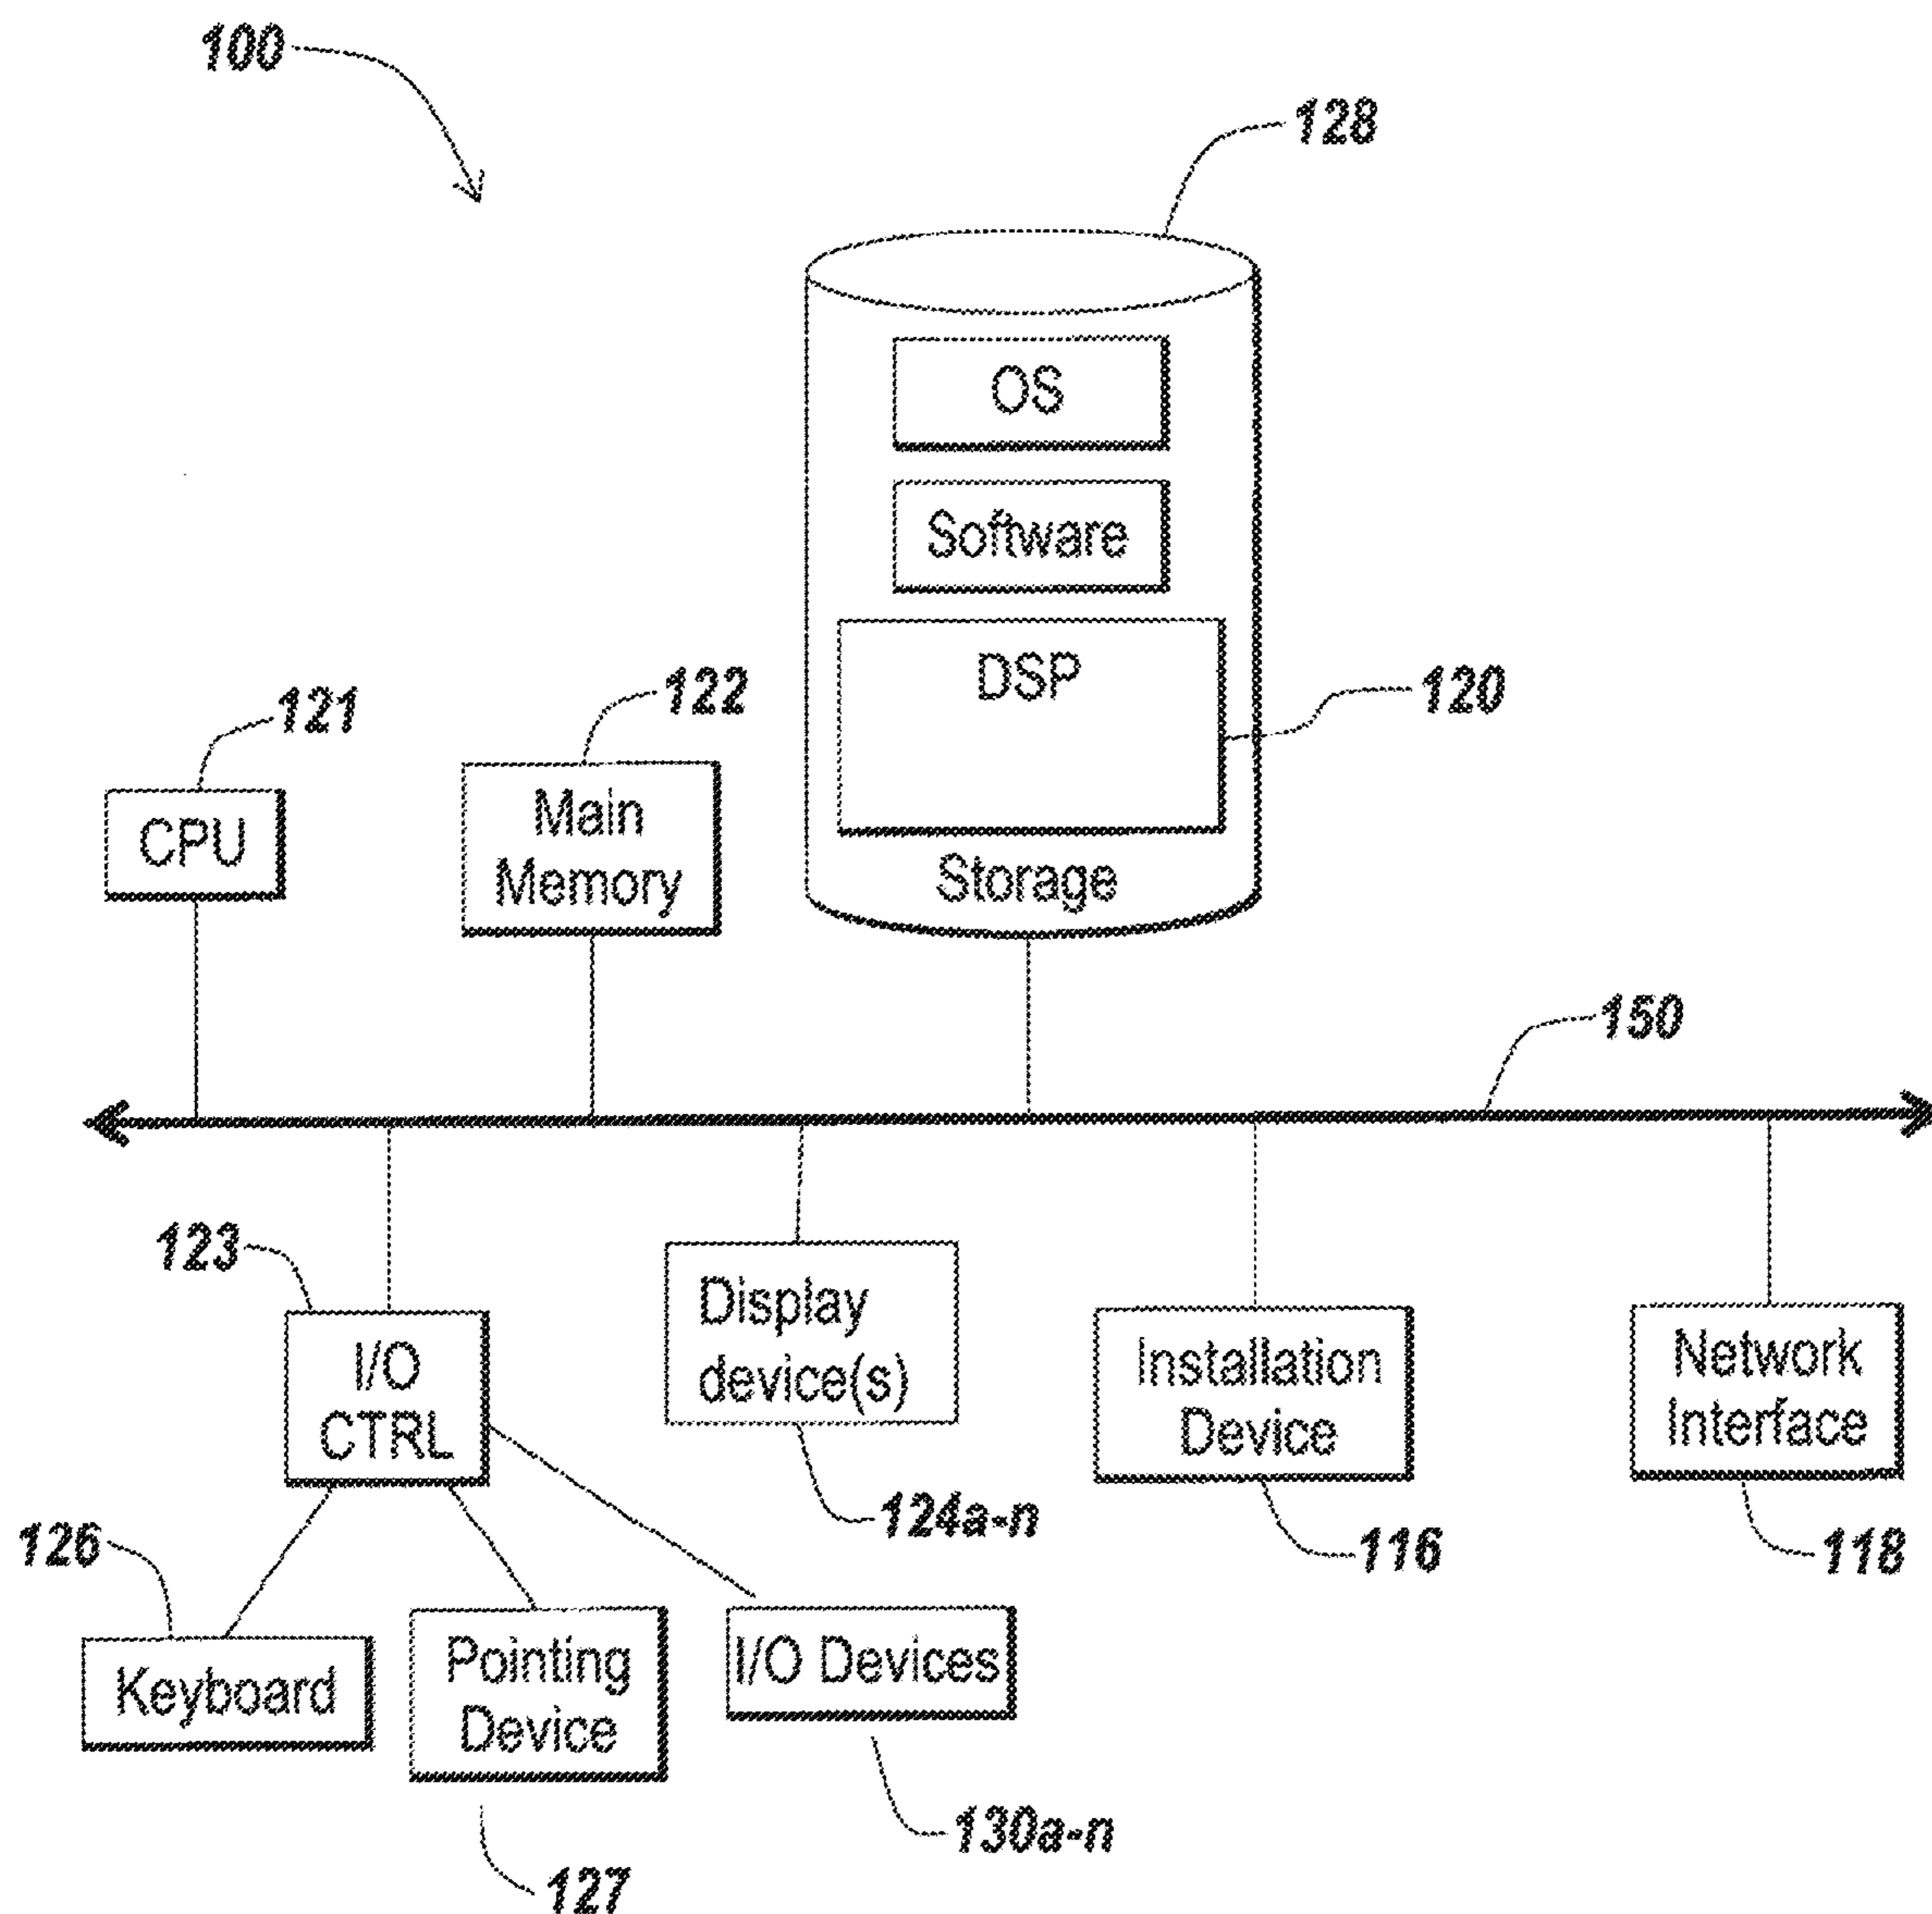 100
128
OS
Software
DSP
120
121
122
CPU
Main
Memory
Storage
150
123
I/O
CTRL
Display
device(s)
Installation
Device
Network
Interface
124a-n
116
118
126
Keyboard
Pointing
Device
I/O Devices
130a-n
127